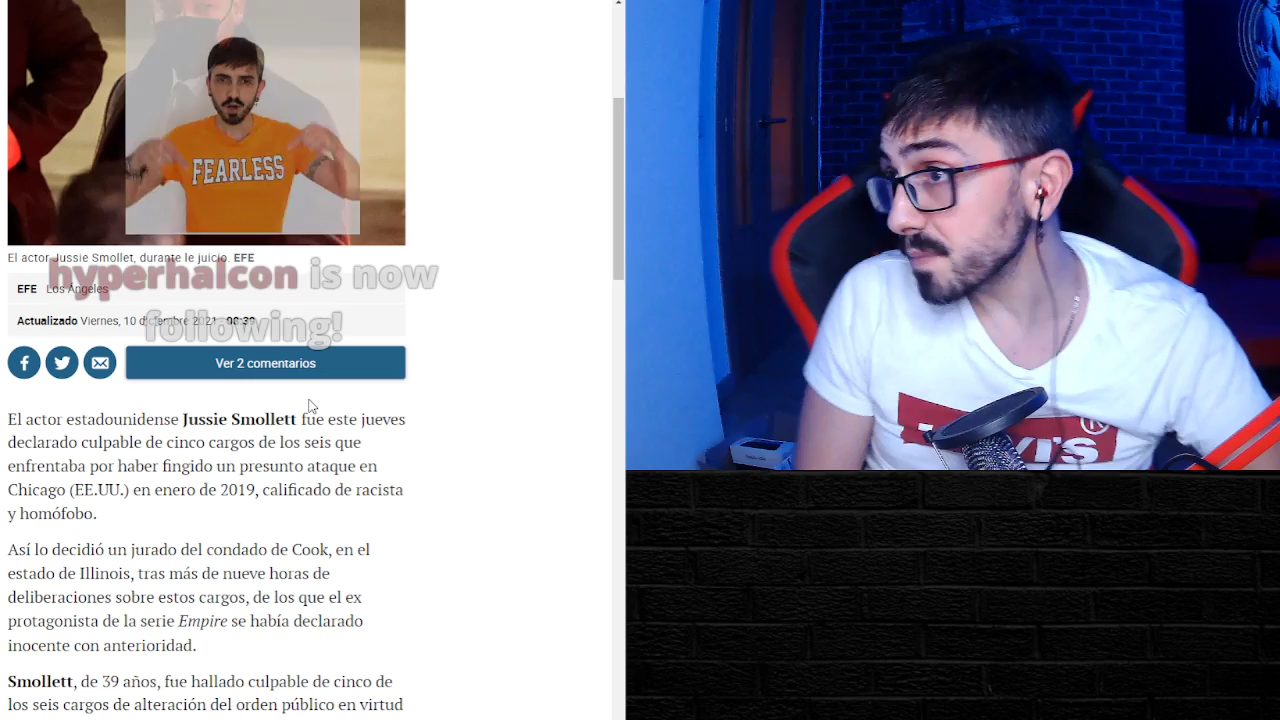 FEARLESS
El actor Jussie Smollet, durante le juicio. EFE
hyperhalcon is now
following!
EFE Los Ángeles
Actualizado Viernes, 10 diciembre 2021 - 00:39
Ver 2 comentarios
El actor estadounidense Jussie Smollett fue este jueves
declarado culpable de cinco cargos de los seis que
enfrentaba por haber fingido un presunto ataque en
Chicago (EE.UU.) en enero de 2019, calificado de racista
y homófobo.
Así lo decidió un jurado del condado de Cook, en el
estado de Illinois, tras más de nueve horas de
deliberaciones sobre estos cargos, de los que el ex
protagonista de la serie Empire se había declarado
inocente con anterioridad.
Smollett, de 39 años, fue hallado culpable de cinco de
los seis cargos de alteración del orden público en virtud